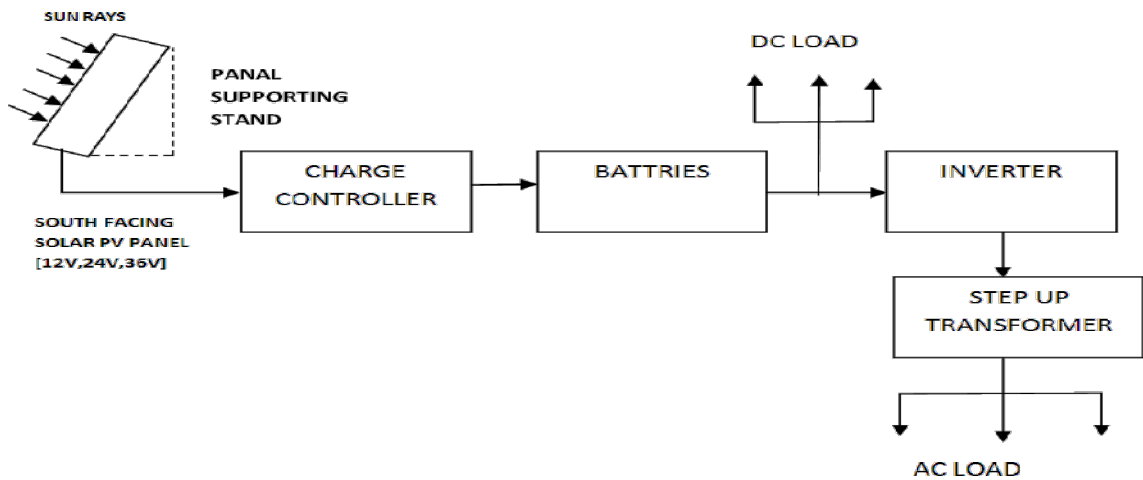 SUN RAYS
PANAL
SUPPORTING
STAND
DC LOAD
CHARGE
CONTROLLER
BATTRIES
INVERTER
SOUTH FACING
SOLAR PV PANEL
[12V,24V,36V]
STEP UP
TRANSFORMER
AC LOAD